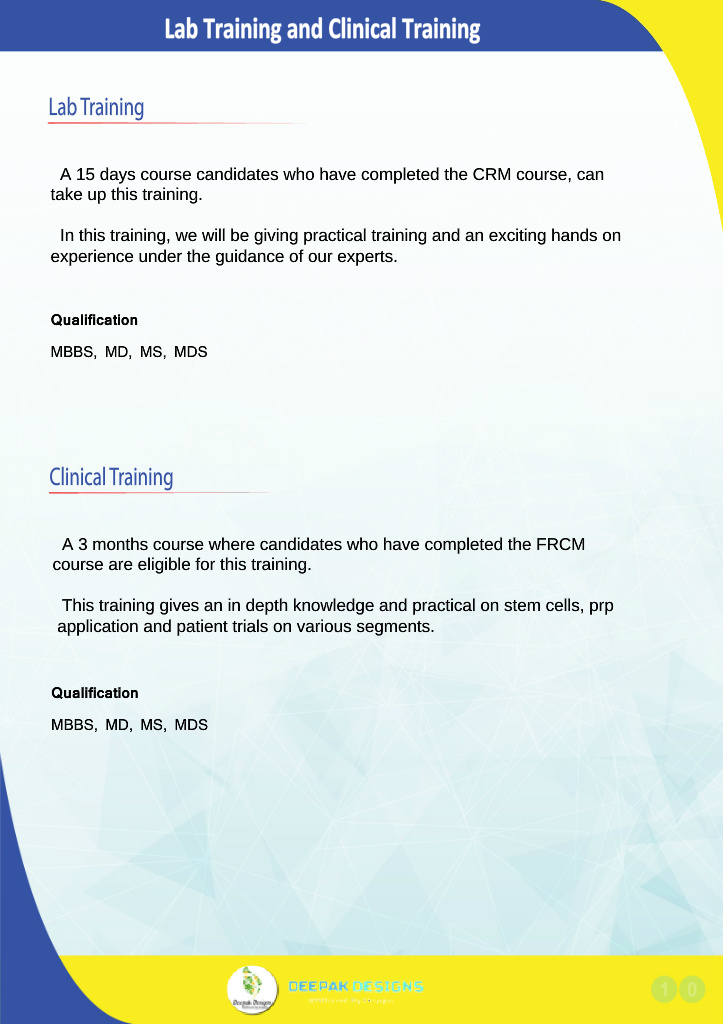 Lab Training and Clinical Training
Lab Training
A 15 days course candidates who have completed the CRM course, can
take up this training.
In this training, we will be giving practical training and an exciting hands on
experience under the guidance of our experts.
Qualification
MBBS, MD, MS, MDS
Clinical Training
A 3 months course where candidates who have completed the FRCM
course are eligible for this training.
This training gives an in depth knowledge and practical on stem cells, prp
application and patient trials on various segments.
Qualification
MBBS, MD, MS, MDS
Deepak Designs
DEEPAK DESIGNS
10